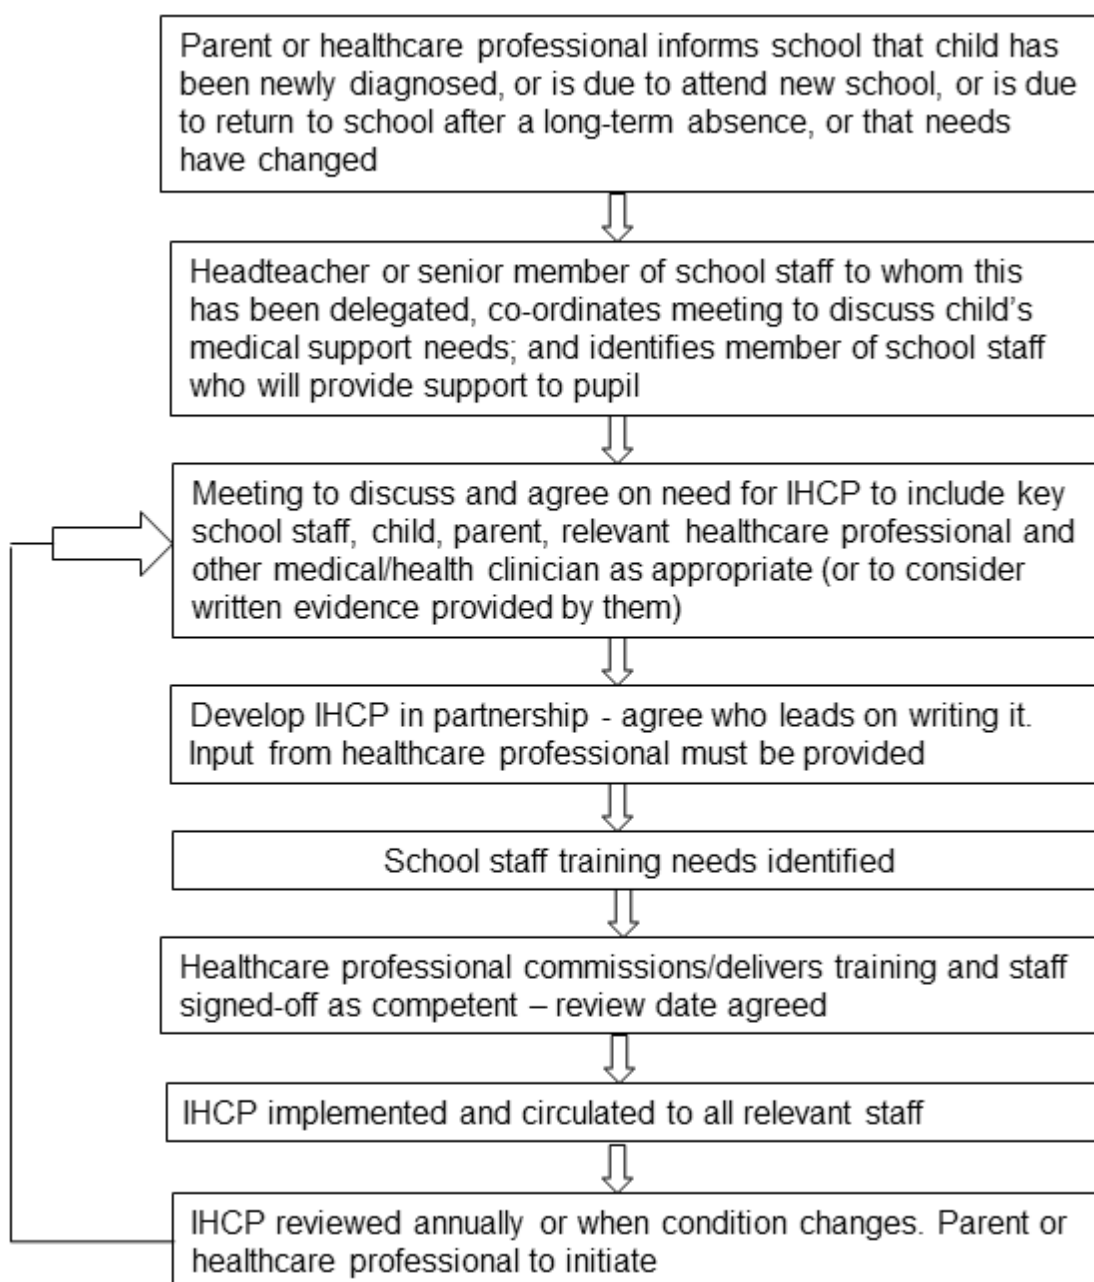 Parent or healthcare professional informs school that child has
been newly diagnosed, or is due to attend new school, or is due
to return to school after a long-term absence, or that needs
have changed
Headteacher or senior member of school staff to whom this
has been delegated, co-ordinates meeting to discuss child's
medical support needs; and identifies member of school staff
who will provide support to pupil
Meeting to discuss and agree on need for IHCP to include key
school staff, child, parent, relevant healthcare professional and
other medical/health clinician as appropriate (or to consider
written evidence provided by them)
Develop IHCP in partnership - agree who leads on writing it.
Input from healthcare professional must be provided
School staff training needs identified
Healthcare professional commissions/delivers training and staff
signed-off as competent – review date agreed
IHCP implemented and circulated to all relevant staff
IHCP reviewed annually or when condition changes. Parent or
healthcare professional to initiate